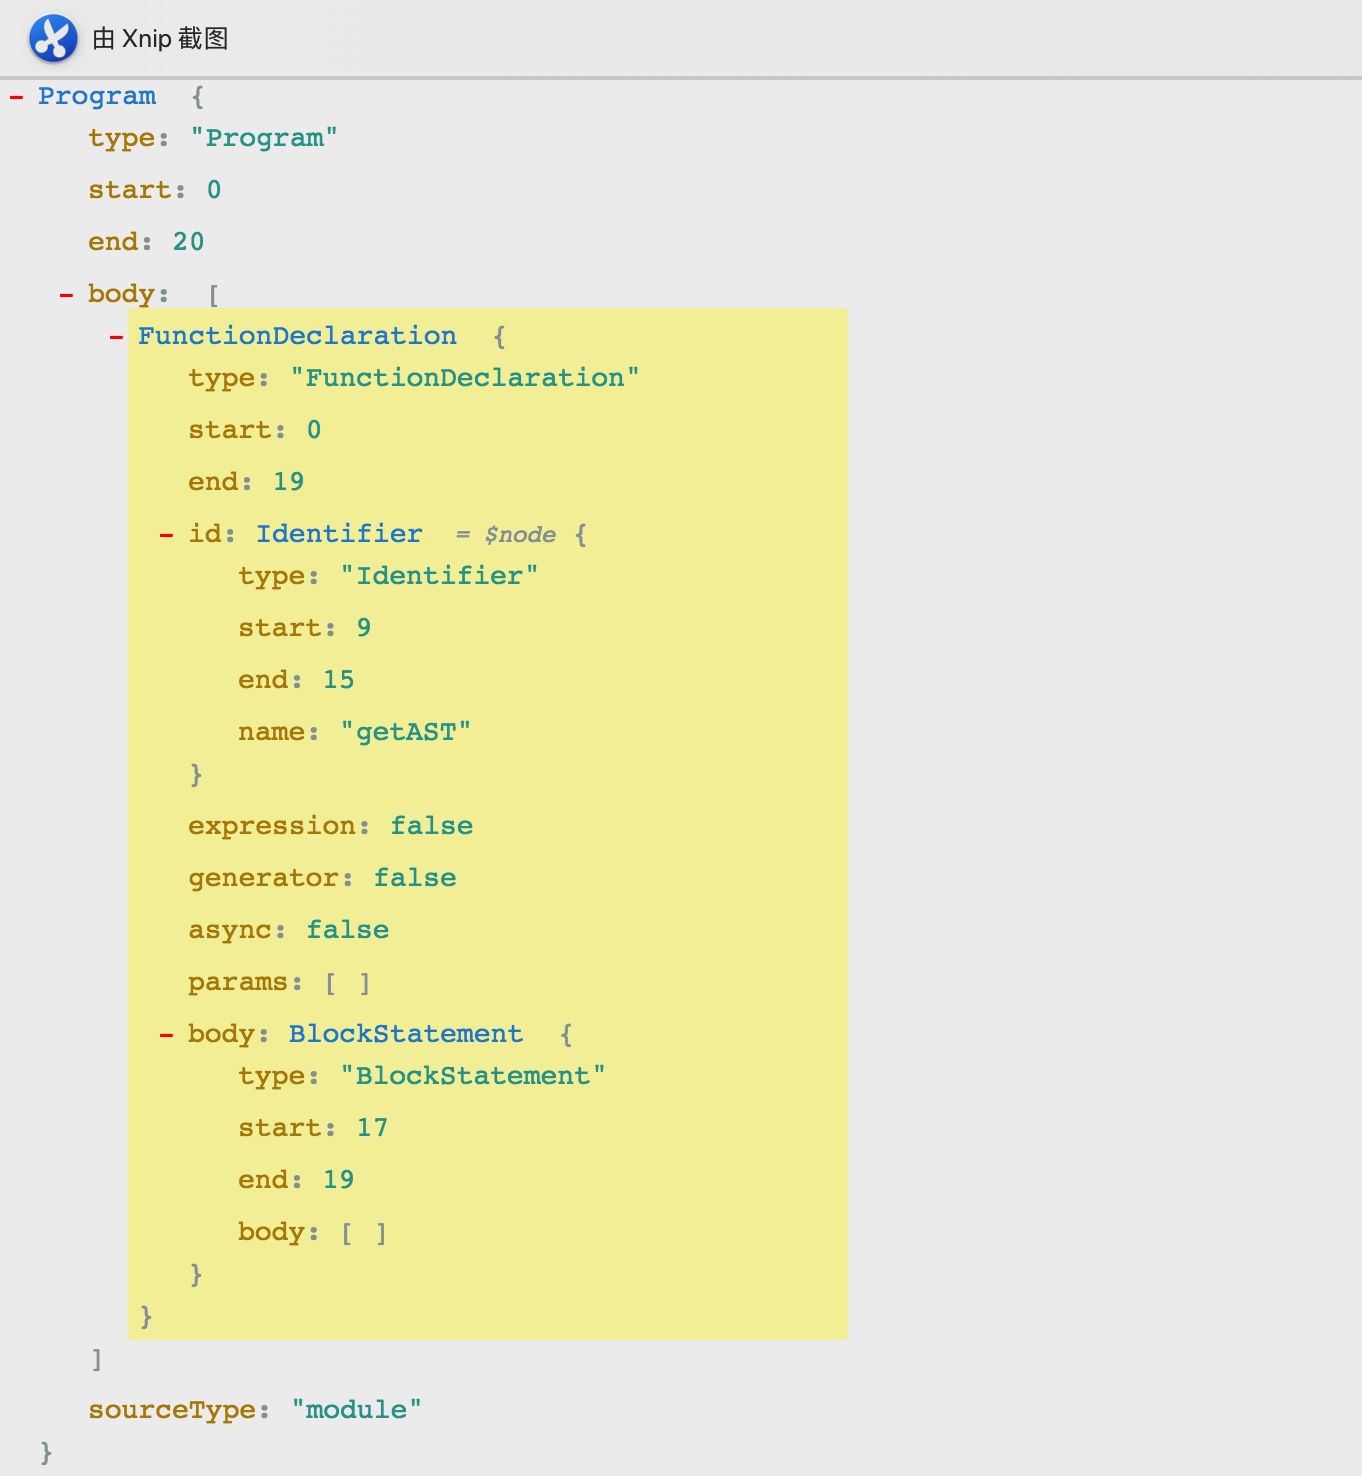 由 Xnip 截图
- Program {
type: "Program"
start: 0
end: 20
- body: [
- FunctionDeclaration {
type: "FunctionDeclaration"
start: 0
end: 19
- id: Identifier = $node {
type: "Identifier"
start: 9
end: 15
name: "getAST"
}
expression: false
generator: false
async: false
params: [ ]
- body: BlockStatement {
type: "BlockStatement"
start: 17
end: 19
body: [ ]
}
}
]
sourceType: "module"
}